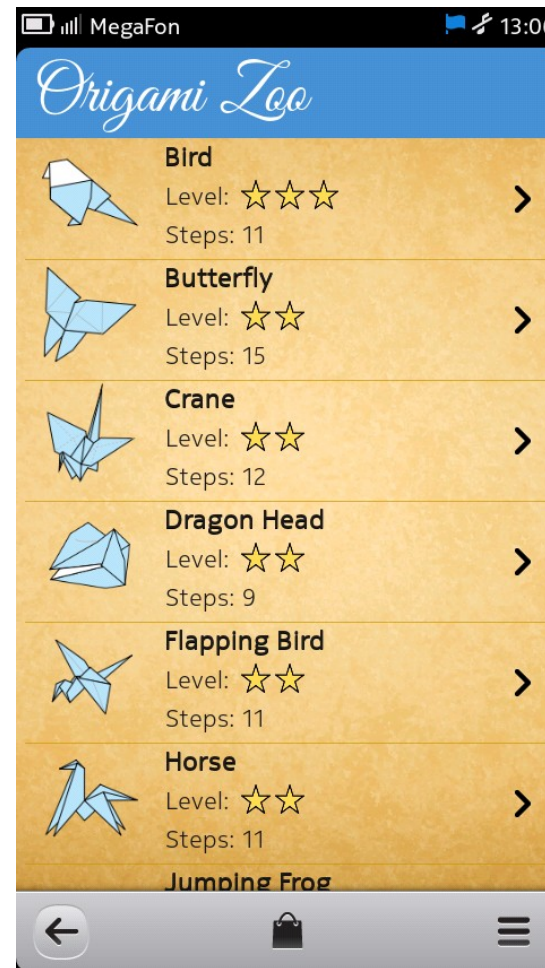 MegaFon
13:0
Origami Zoo
Bird
Level:
Steps: 11
Butterfly
Level:
Steps: 15
Crane
Level:
Steps: 12
Dragon Head
Level:
Steps: 9
Flapping Bird
Level:
Steps: 11
Horse
Level:
Steps: 11
Jumping Frog